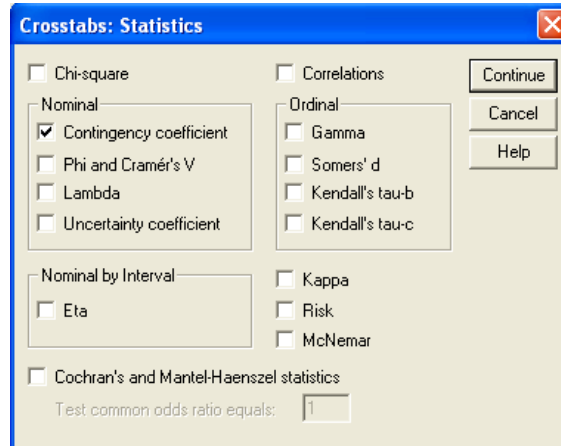 Crosstabs: Statistics
Chi-square
Correlations
Continue
Nominal
Ordinal
Cancel
Contingency coefficient
Gamma
Help
Phi and Cramér's V
Somers' d
Lambda
Kendall's tau-b
Uncertainty coefficient
Kendall's tau-c
Nominal by Interval
Kappa
Eta
Risk
McNemar
Cochran's and Mantel-Haenszel statistics
Test common odds ratio equals: 1